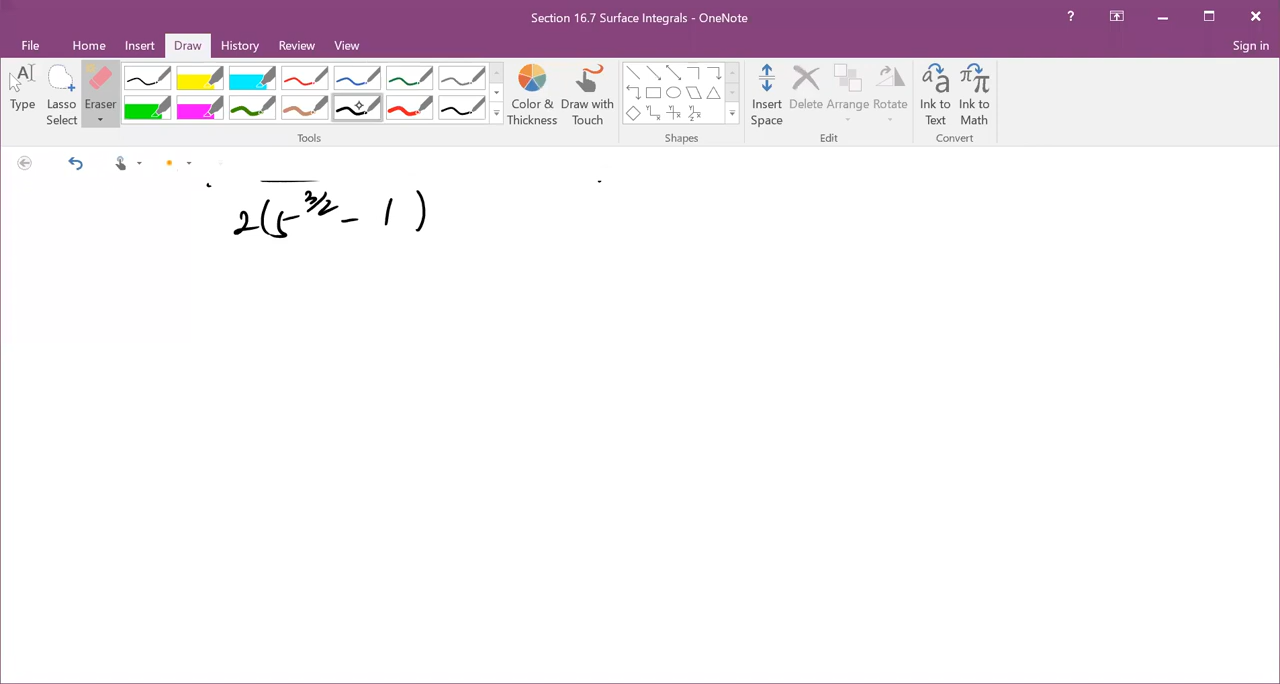 Section 16.7 Surface Integrals - OneNote
?
File Home Insert Draw History Review View Sign in
Type
Lasso Select
Eraser
Color & Thickness
Draw with Touch
Insert Space
Delete
Arrange
Rotate
Ink to Text
Ink to Math
Tools
Shapes
Edit
Convert
2(5^3/2 - 1)